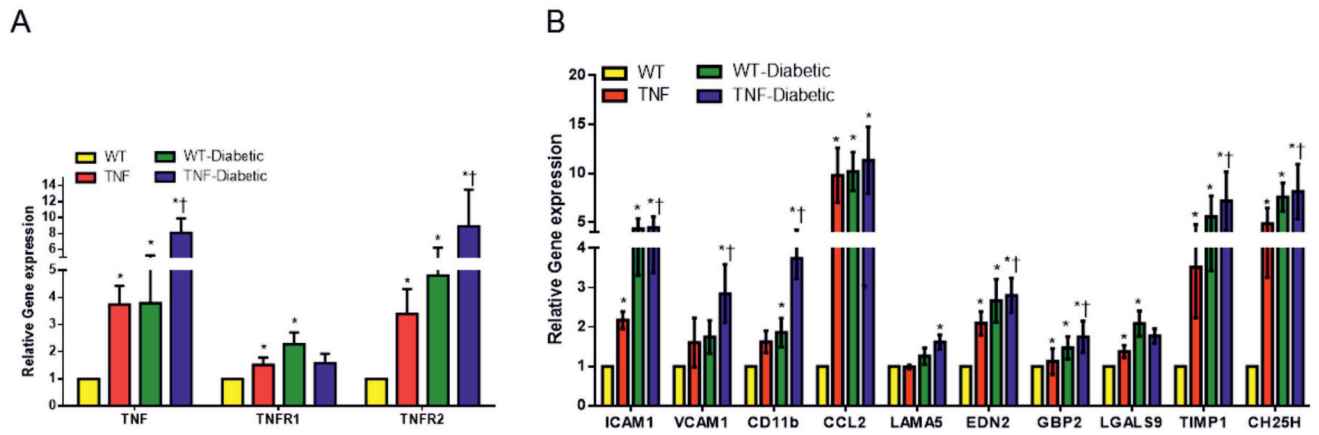 A
WT
WT-Diabetic
TNF
TNF-Diabetic
Relative Gene expression
14
12
10
8
6
5
4
3
2
1
0
*
*
*†
*
*
*
*
*†
TNF
TNFR1
TNFR2
B
WT
WT-Diabetic
TNF
TNF-Diabetic
Relative Gene expression
20
15
10
5
4
3
2
1
0
*
*
*†
*†
*
*†
*
*
*
*
*
*
*†
*
*
*†
*
*
*
*
*†
*
*
*†
ICAM1
VCAM1
CD11b
CCL2
LAMA5
EDN2
GBP2
LGALS9
TIMP1
CH25H